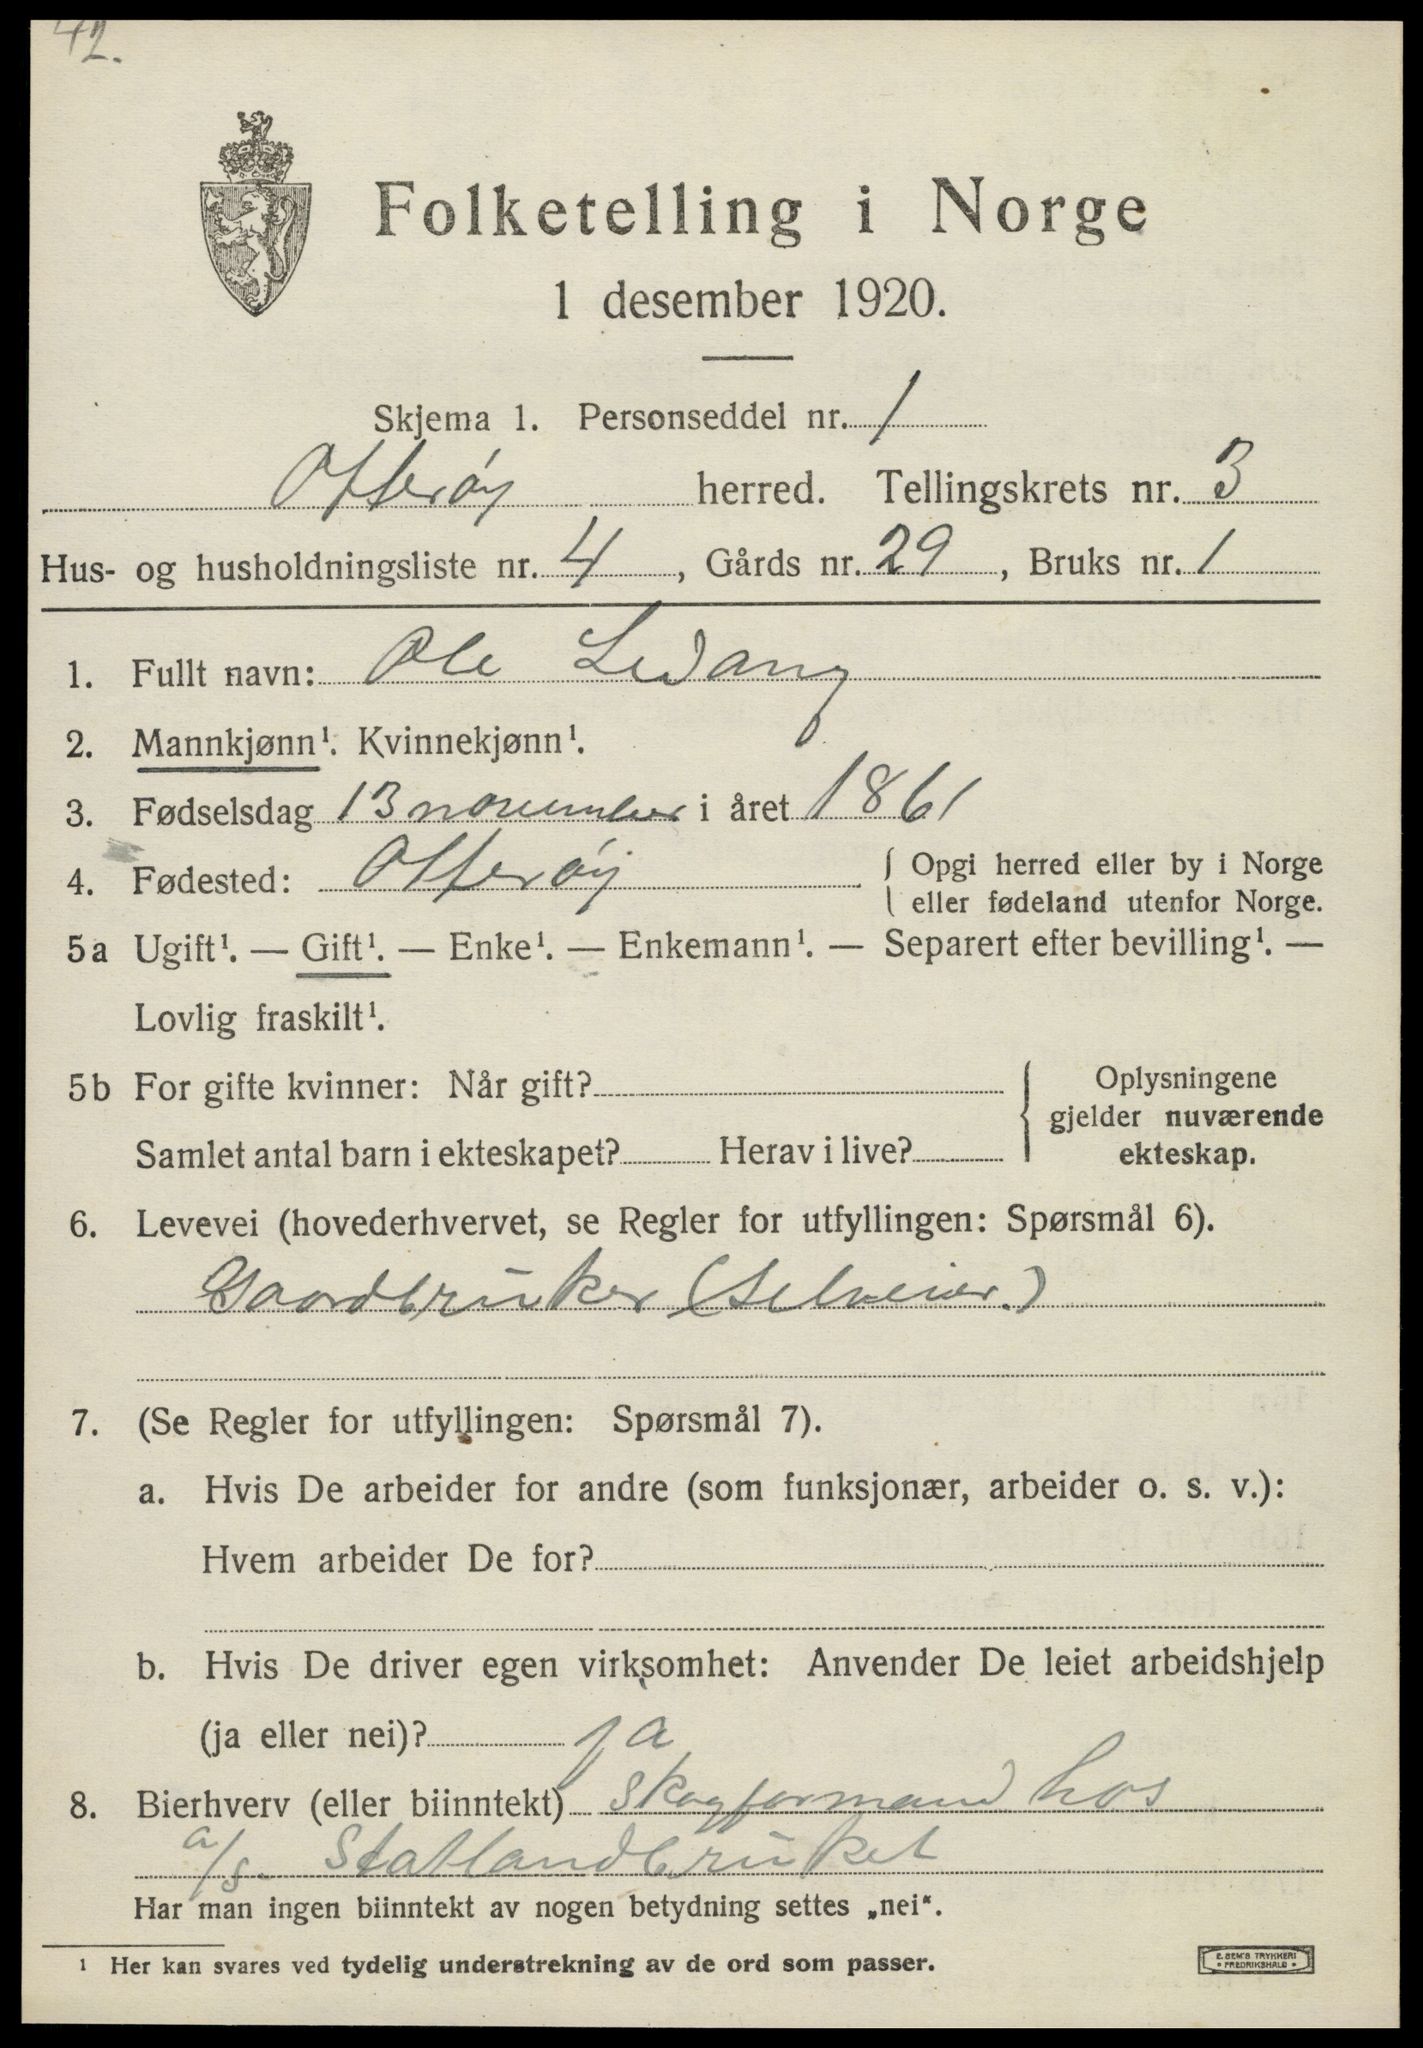 42.
Folketelling i Norge
1 desember 1920.
Skjema 1. Personseddel nr. 1
Otterøy herred. Tellingskrets nr. 3
Hus- og husholdningsliste nr. 4, Gårds nr. 29, Bruks nr. 1
1. Fullt navn: Ole Ledang
2. Mannkjønn¹. Kvinnekjønn¹.
3. Fødselsdag 13 november i året 1861
4. Fødested: Otterøy { Opgi herred eller by i Norge
eller fødeland utenfor Norge.
5a Ugift¹. — Gift¹. — Enke¹. — Enkemann¹. — Separert efter bevilling¹. —
Lovlig fraskilt¹.
5b For gifte kvinner: Når gift?
Samlet antal barn i ekteskapet? Herav i live?
Oplysningene
gjelder nuværende
ekteskap.
6. Levevei (hovederhvervet, se Regler for utfyllingen: Spørsmål 6).
Gaardbruker (Selveier.)
7. (Se Regler for utfyllingen: Spørsmål 7).
a. Hvis De arbeider for andre (som funksjonær, arbeider o. s. v.):
Hvem arbeider De for?
b. Hvis De driver egen virksomhet: Anvender De leiet arbeidshjelp
(ja eller nei)? ja
8. Bierhverv (eller biinntekt) Skogformand hos
a/s. Statlandbruket
Har man ingen biinntekt av nogen betydning settes „nei“.
¹ Her kan svares ved tydelig understrekning av de ord som passer.
E. SEM'S TRYKKERI
• FREDRIKSHALD •